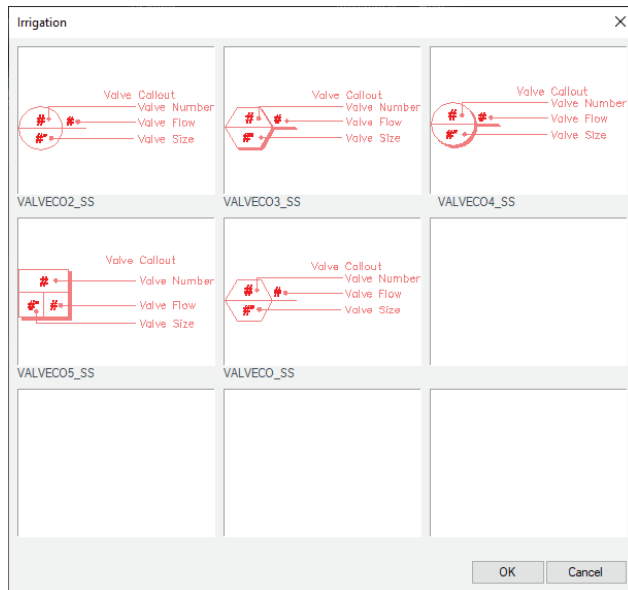 Irrigation
Valve Callout
Valve Number
# #
Valve Flow
#"
Valve Size
VALVECO2_SS
Valve Callout
Valve Number
# #
Valve Flow
#"
Valve Size
VALVECO3_SS
Valve Callout
Valve Number
# #
Valve Flow
#"
Valve Size
VALVECO4_SS
Valve Callout
# Valve Number
#" # Valve Flow
Valve Size
VALVECO5_SS
Valve Callout
Valve Number
# #
Valve Flow
#"
Valve Size
VALVECO_SS
OK Cancel